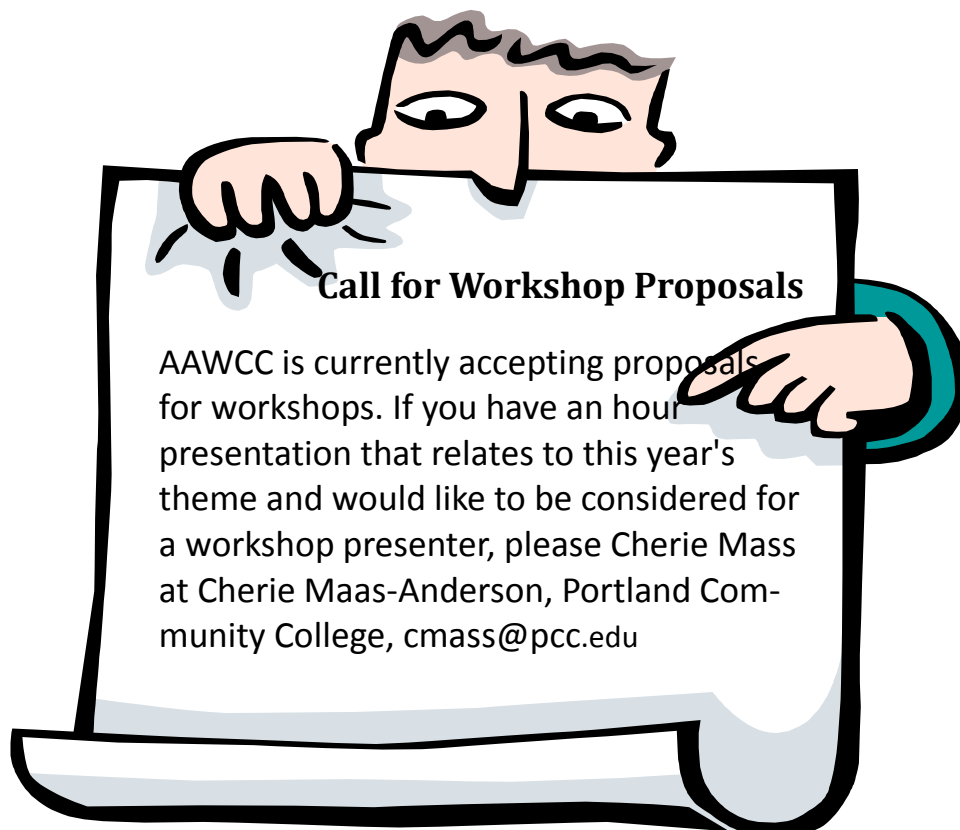 Call for Workshop Proposals
AAWCC is currently accepting proposals
for workshops. If you have an hour
presentation that relates to this year's
theme and would like to be considered for
a workshop presenter, please Cherie Mass
at Cherie Maas-Anderson, Portland Com-
munity College, cmass@pcc.edu